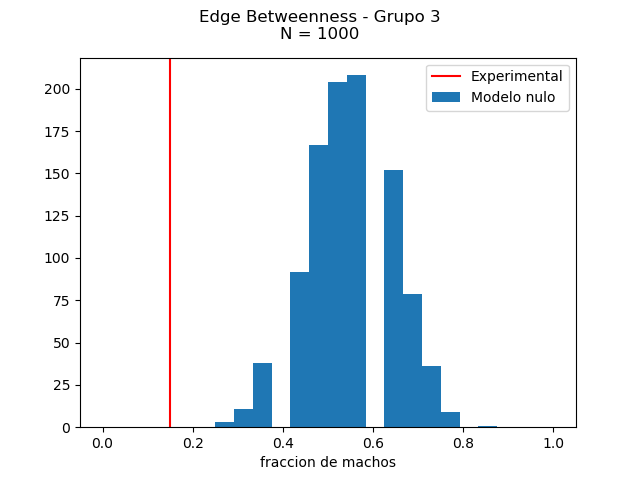 Edge Betweenness - Grupo 3
N = 1000
Experimental
Modelo nulo
200
175
150
125
100
75
50
25
0
0.0 0.2 0.4 0.6 0.8 1.0
fraccion de machos